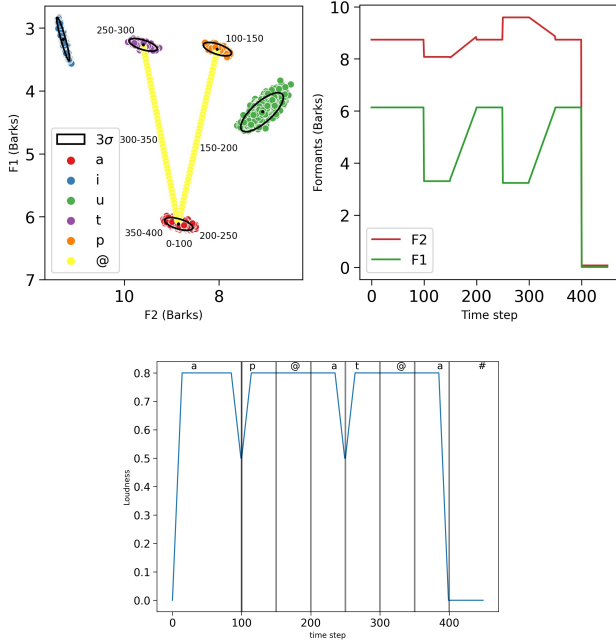 3
4
5
6
7
F1 (Barks)
250-300
100-150
300-350
150-200
350-400
0-100
200-250
3σ
a
i
u
t
p
@
10
8
F2 (Barks)
10
8
6
4
2
0
Formants (Barks)
F2
F1
0
100
200
300
400
Time step
a
p
@
a
t
@
a
#
0.8
0.7
0.6
0.5
0.4
0.3
0.2
0.1
0.0
Loudness
0
100
200
300
400
time step